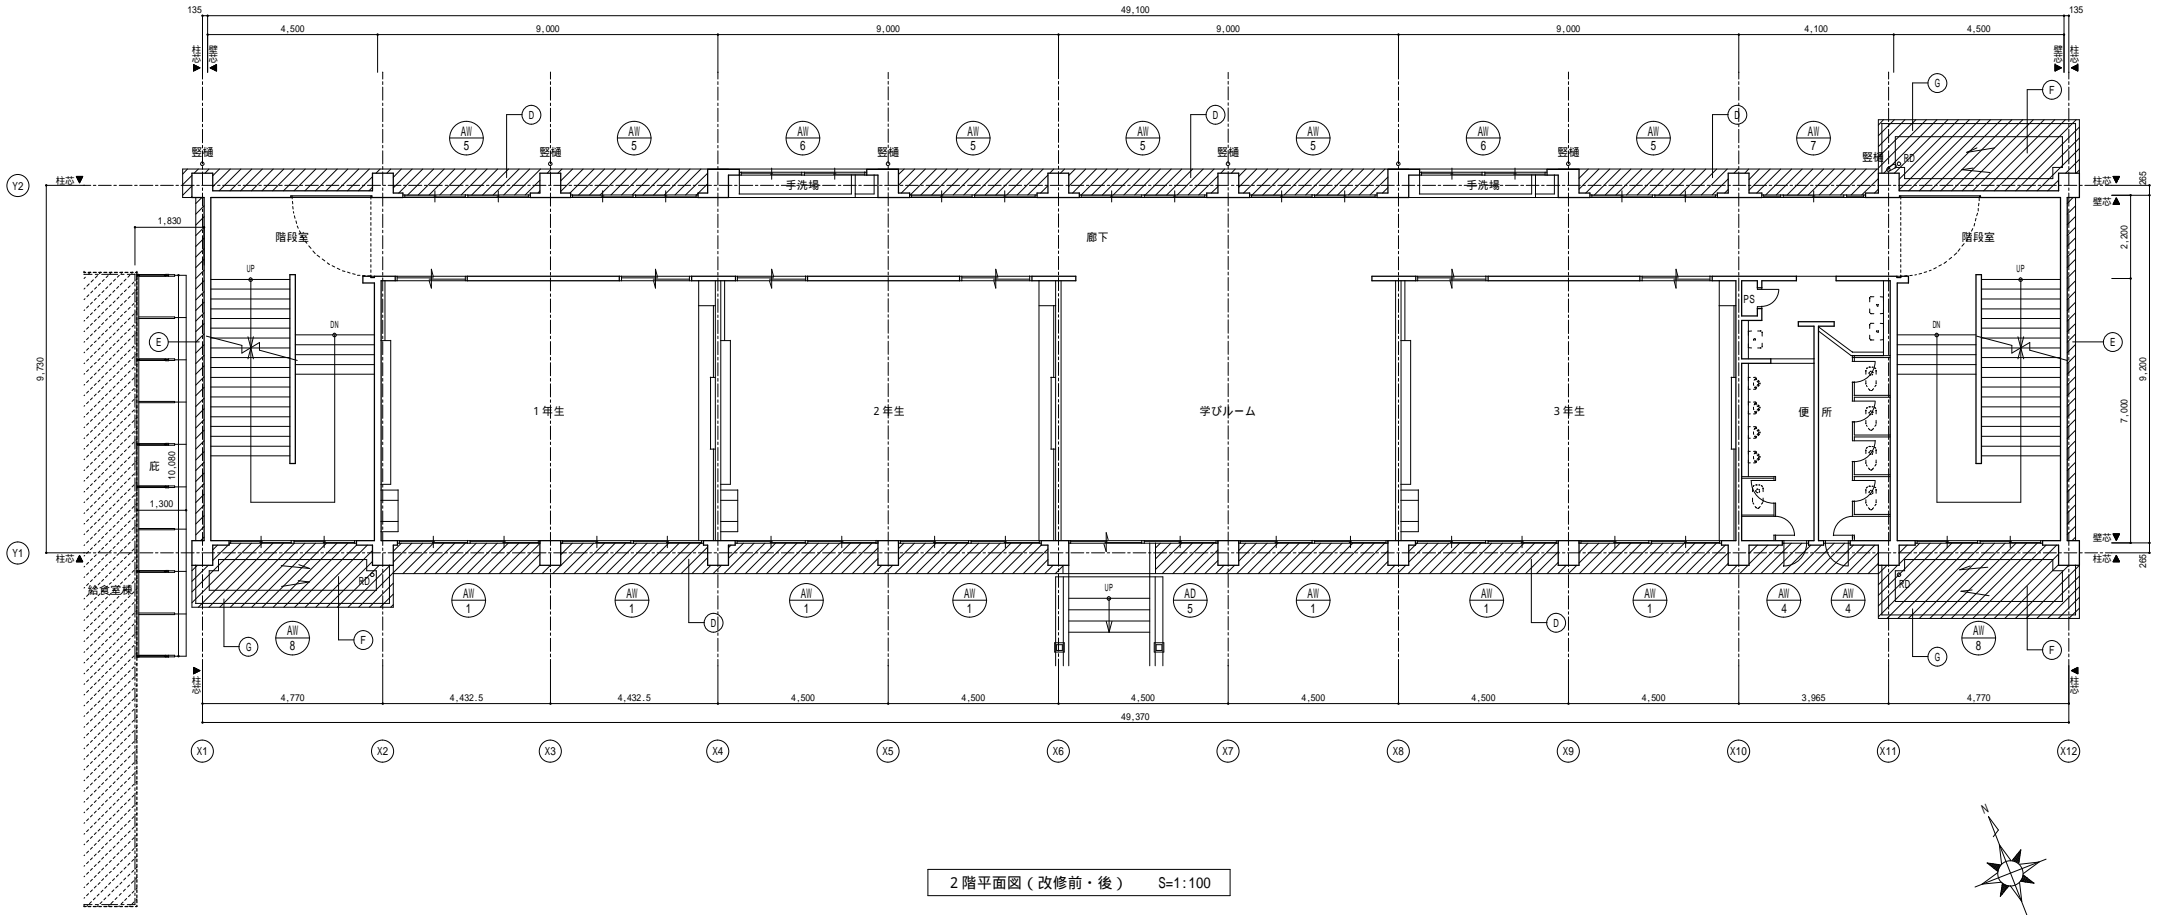 135 49,100 135
4,500 9,000 9,000 9,000 9,000 4,100 4,500
柱芯 壁芯 壁芯 柱芯
G F
D D D
AW 5 AW 5 AW 6 AW 5 AW 5 AW 5 AW 6 AW 5 AW 7
竪樋 竪樋 竪樋 竪樋 竪樋 竪樋 RD
Y2 柱芯 手洗場 手洗場 柱芯 265
壁芯
1,830 階段室 廊下 階段室 2,200
UP UP
PS
DN DN
E E
9,730 9,200
1年生 2年生 学びルーム 3年生 便 所 7,000
庇 10,080
1,300
壁芯
Y1 柱芯 柱芯 265
RD RD
給食室棟 UP
AW 1 AW 1 AW 1 AW 1 AD 5 AW 1 AW 1 AW 1 AW 4 AW 4
D D
G AW 8 F G AW 8 F
柱芯 柱芯
4,770 4,432.5 4,432.5 4,500 4,500 4,500 4,500 4,500 4,500 3,965 4,770
49,370
X1 X2 X3 X4 X5 X6 X7 X8 X9 X10 X11 X12
N
2階平面図(改修前・後) S=1:100